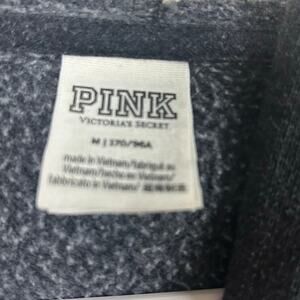 PINK
VICTORIA'S SECRET
M | 170/96A
made in Vietnam/fabriqué au
Vietnam/hecho en Vietnam/
fabbricato in Vietnam/